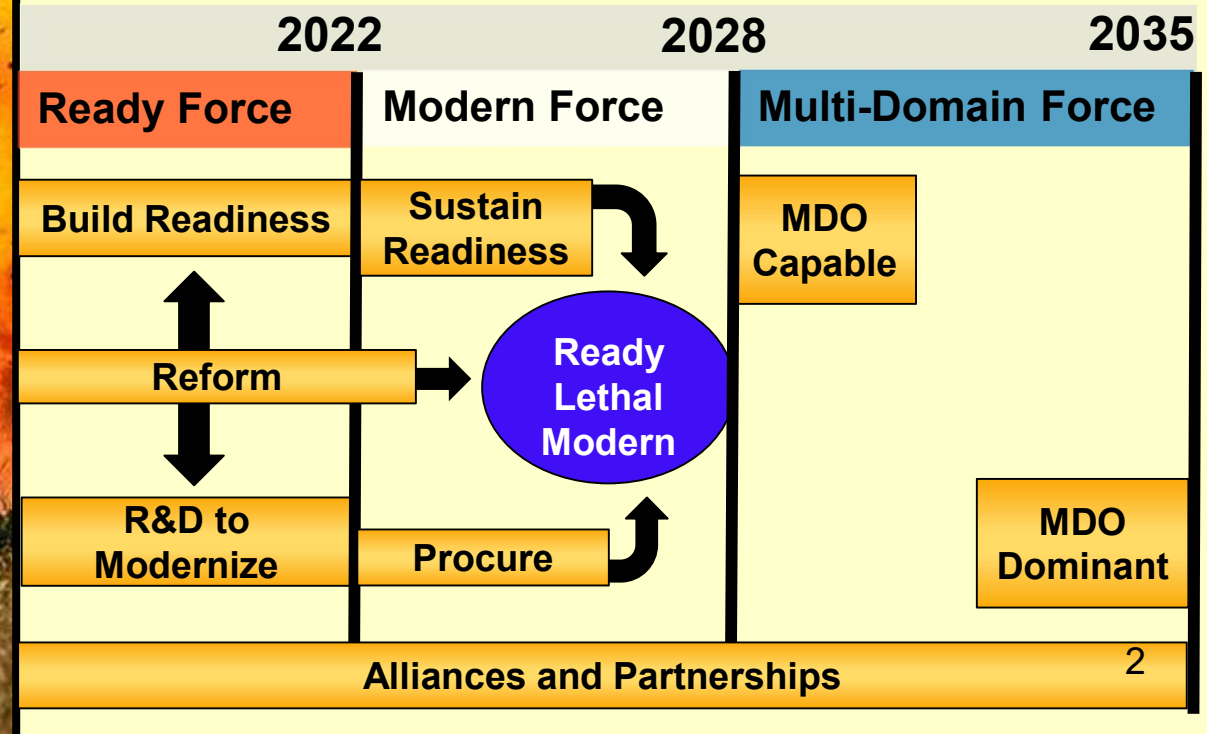 2022 2028 2035
Ready Force Modern Force Multi-Domain Force
Build Readiness
Sustain
Readiness
MDO
Capable
Reform
Ready
Lethal
Modern
R&D to
Modernize
Procure
MDO
Dominant
Alliances and Partnerships
2